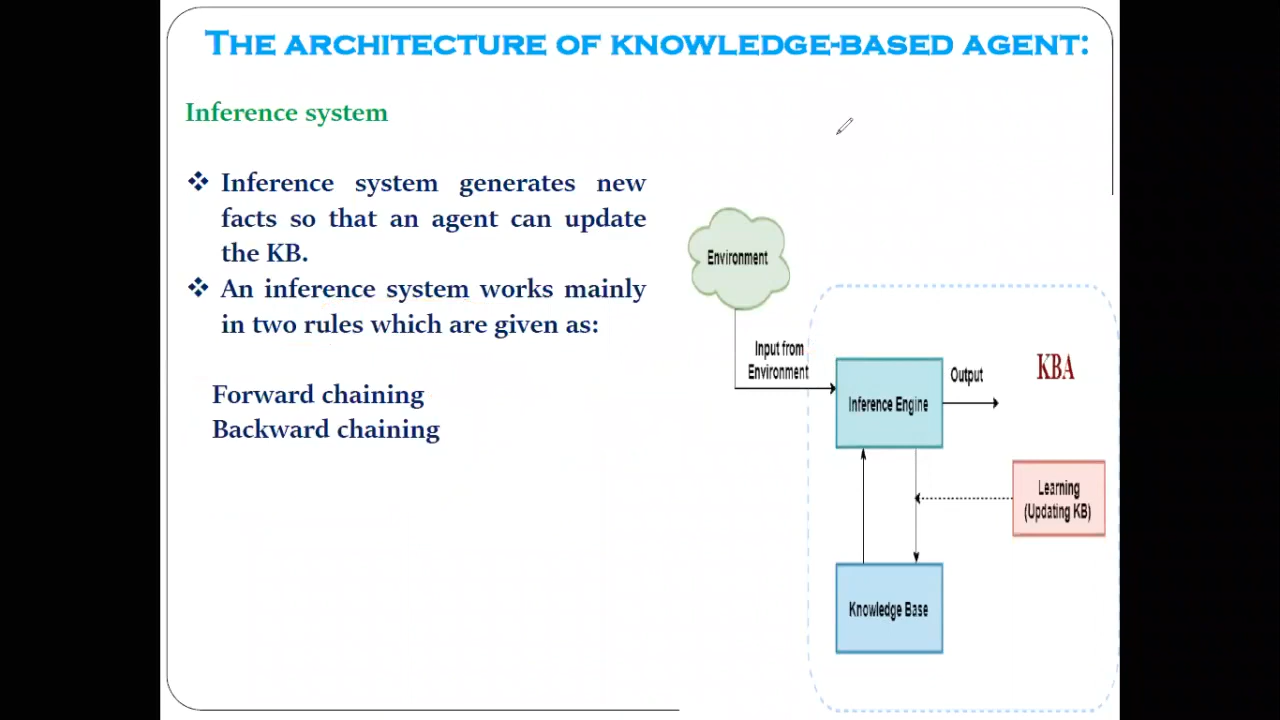 THE ARCHITECTURE OF KNOWLEDGE-BASED AGENT:
Inference system
❖ Inference system generates new
facts so that an agent can update
the KB.
❖ An inference system works mainly
in two rules which are given as:
Forward chaining
Backward chaining
Environment
Input from
Environment
Inference Engine
Output
KBA
Learning
(Updating KB)
Knowledge Base